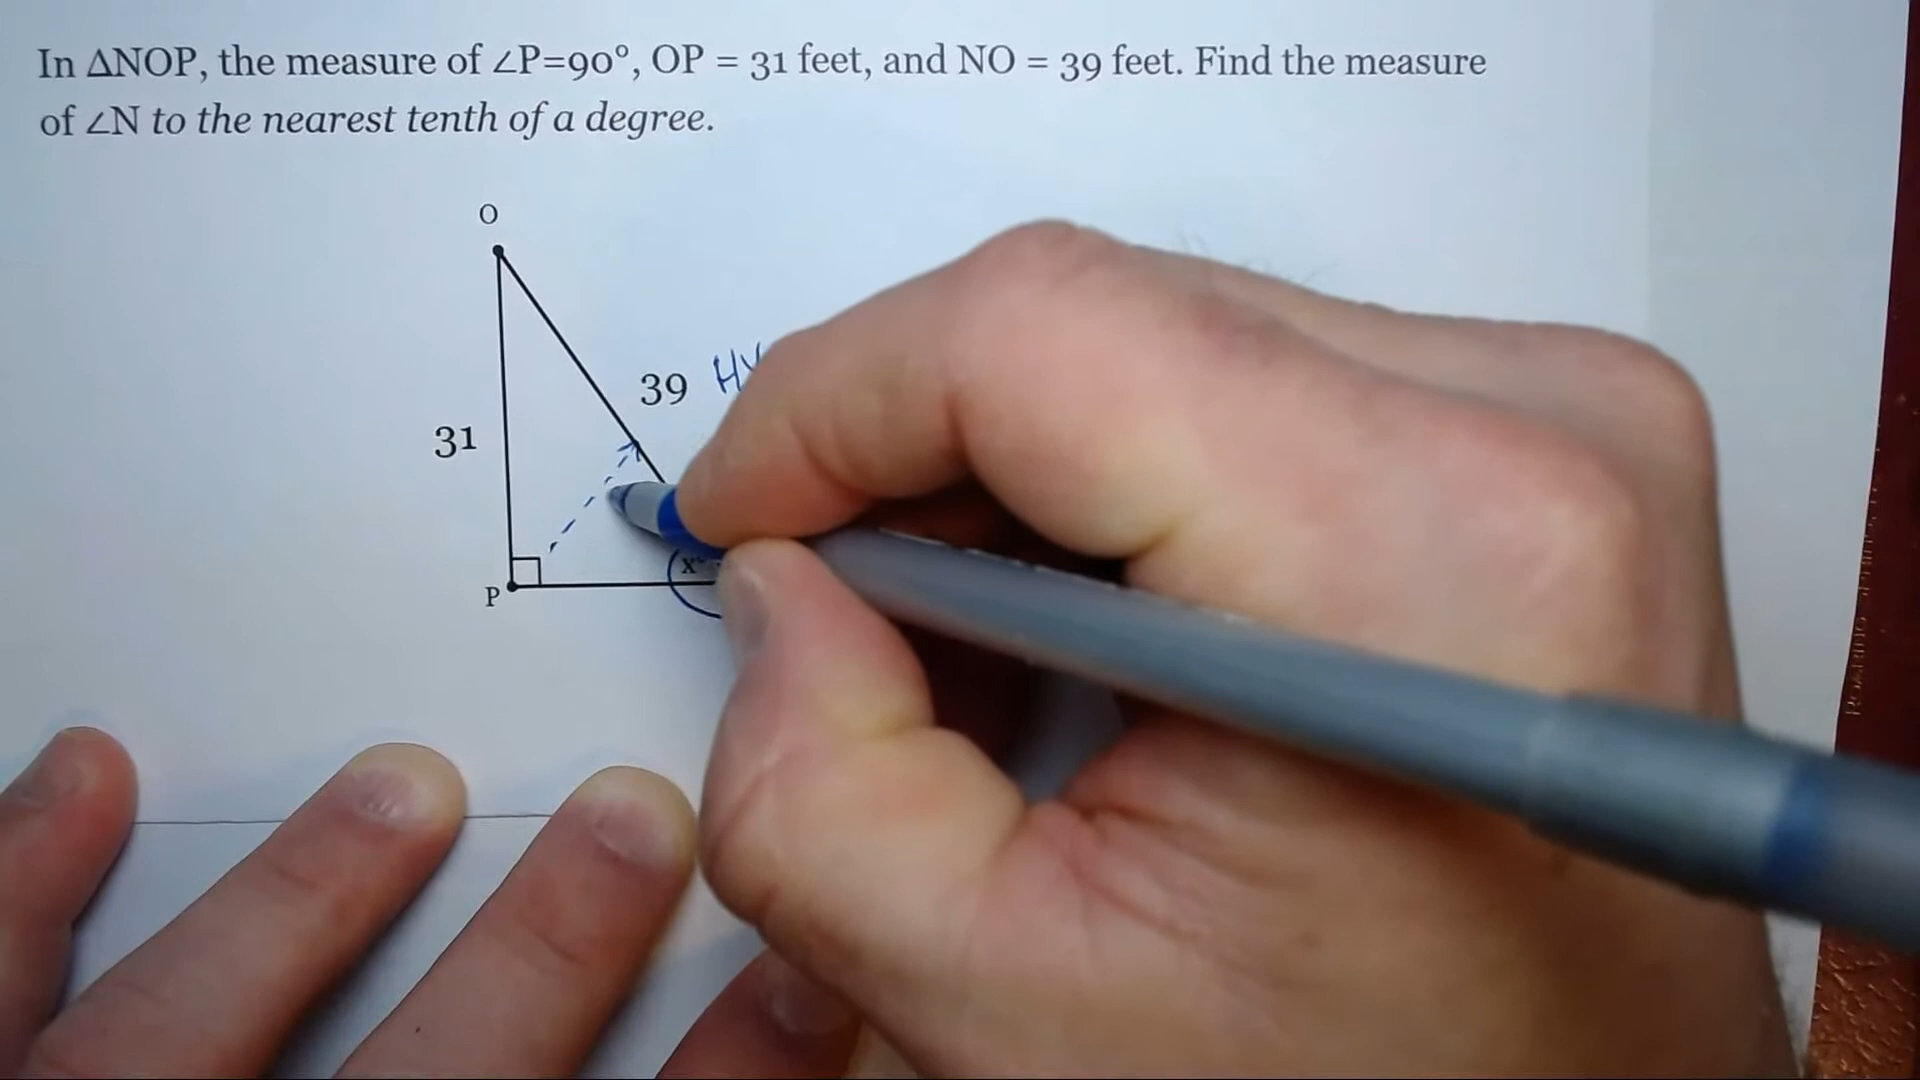 In ΔNOP, the measure of ∠P=90°, OP = 31 feet, and NO = 39 feet. Find the measure
of ∠N to the nearest tenth of a degree.
O
39 HY
31
x°
P